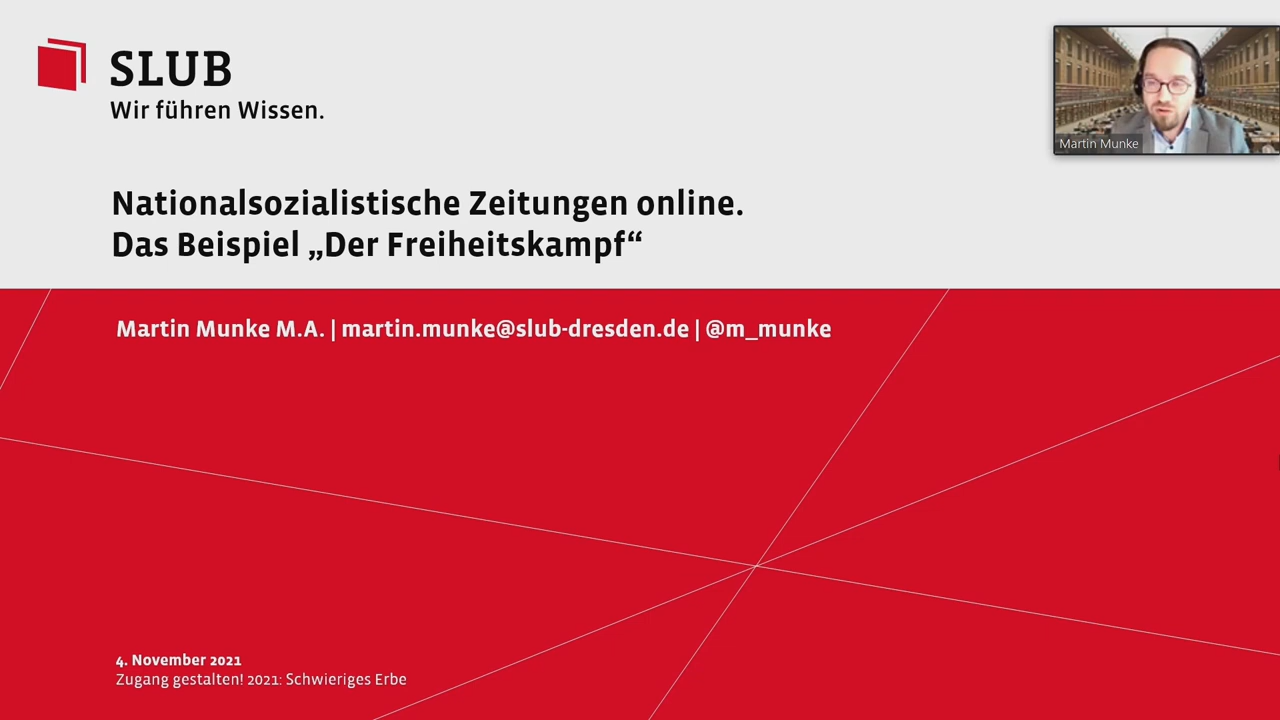 SLUB
Wir führen Wissen.
Martin Munke
Nationalsozialistische Zeitungen online.
Das Beispiel „Der Freiheitskampf“
Martin Munke M.A. | martin.munke@slub-dresden.de | @m_munke
4. November 2021
Zugang gestalten! 2021: Schwieriges Erbe